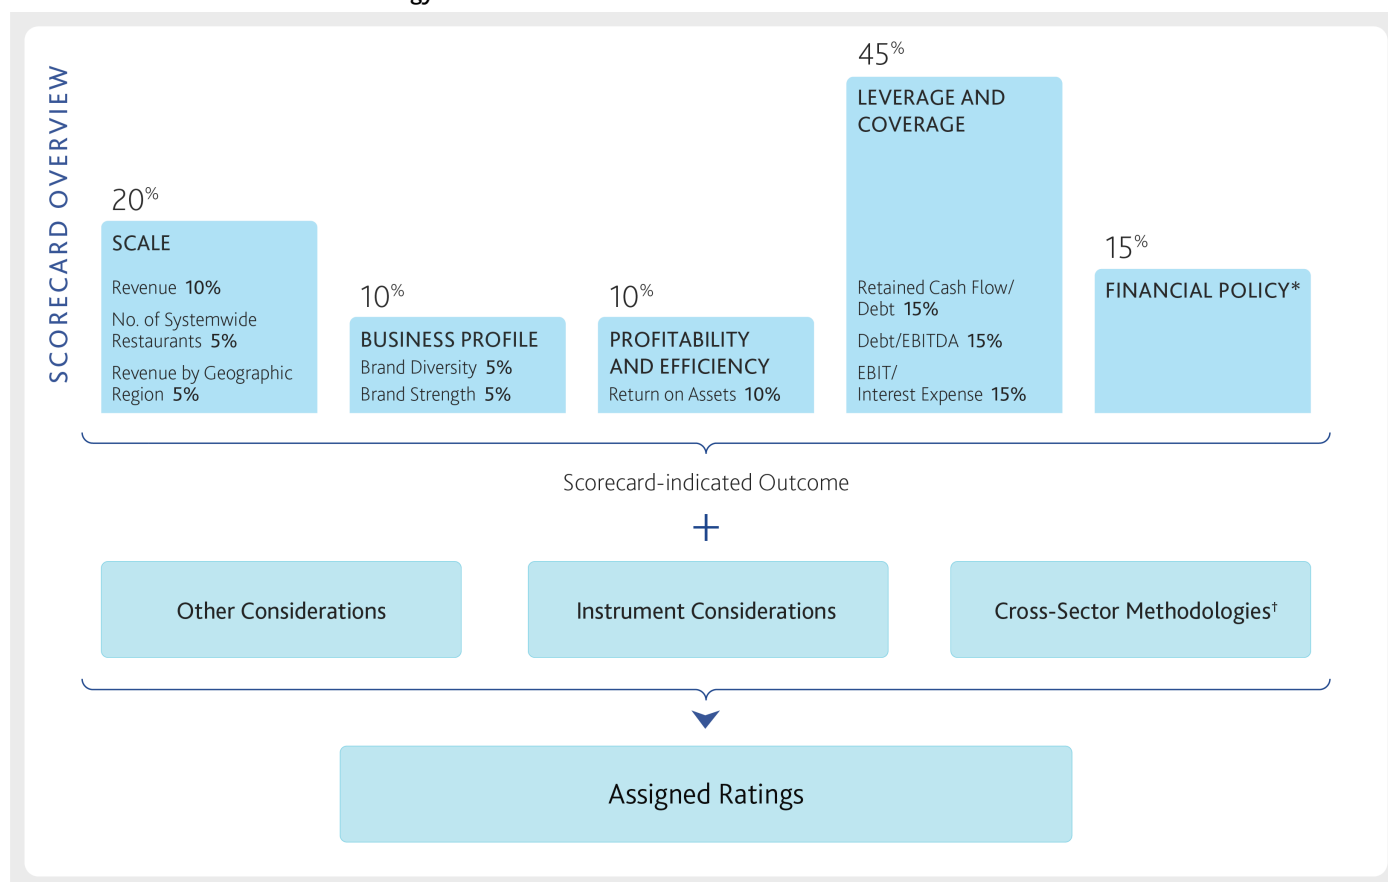 SCORECARD OVERVIEW
20%
SCALE
Revenue 10%
No. of Systemwide
Restaurants 5%
Revenue by Geographic
Region 5%
10%
BUSINESS PROFILE
Brand Diversity 5%
Brand Strength 5%
10%
PROFITABILITY
AND EFFICIENCY
Return on Assets 10%
45%
LEVERAGE AND
COVERAGE
Retained Cash Flow/
Debt 15%
Debt/EBITDA 15%
EBIT/
Interest Expense 15%
15%
FINANCIAL POLICY*
Scorecard-indicated Outcome
+
Other Considerations
Instrument Considerations
Cross-Sector Methodologies†
Assigned Ratings